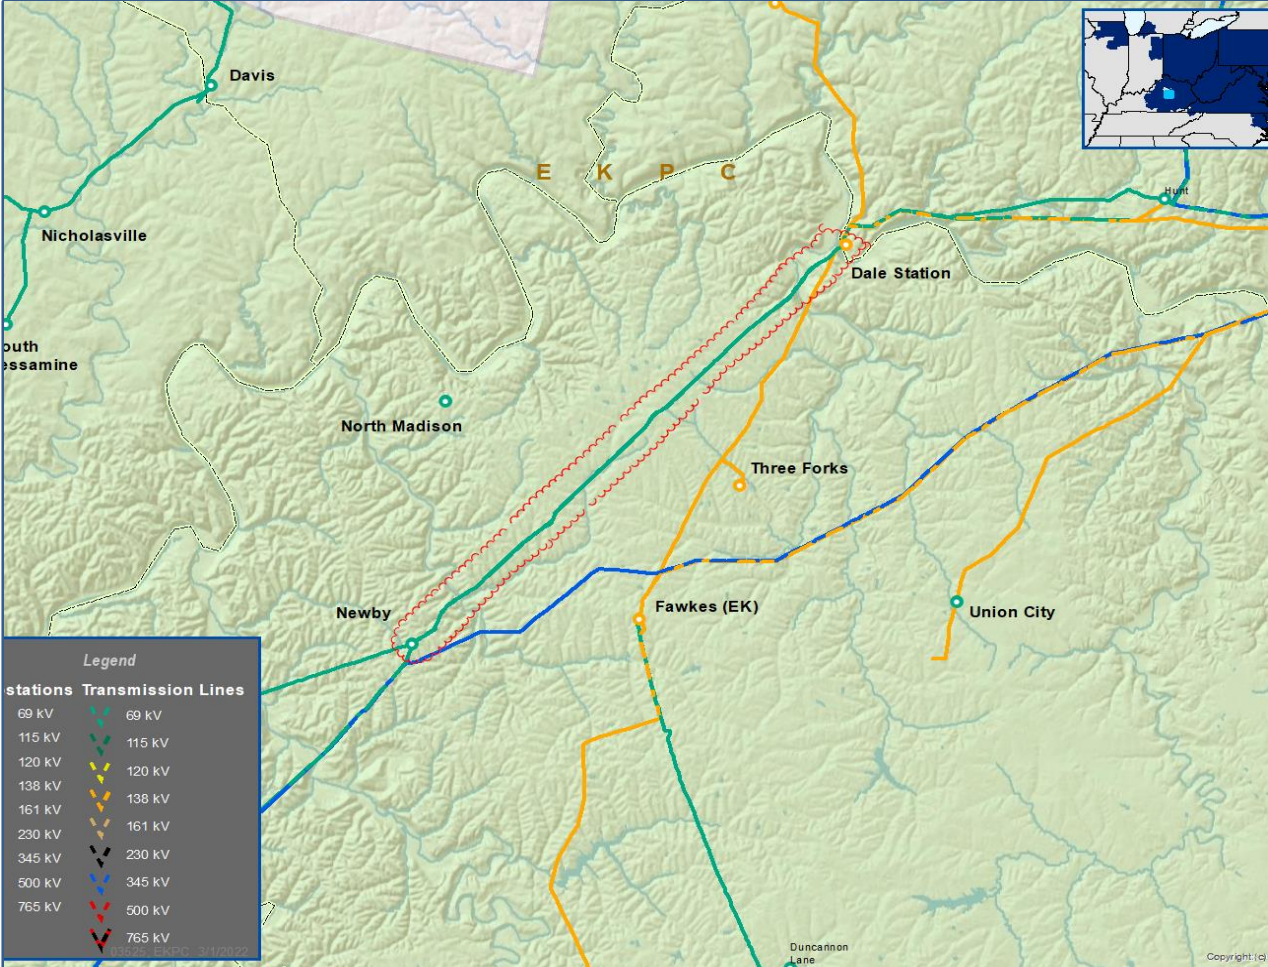 Davis
E K P C
Hunt
Nicholasville
Dale Station
outh
essamine
North Madison
Three Forks
Newby
Fawkes (EK)
Union City
Legend
stations Transmission Lines
69 kV 69 kV
115 kV 115 kV
120 kV 120 kV
138 kV 138 kV
161 kV 161 kV
230 kV 230 kV
345 kV 345 kV
500 kV 500 kV
765 kV 765 kV
EKPC_3/1/2022
Duncannon
Lane
Copyright:(c)